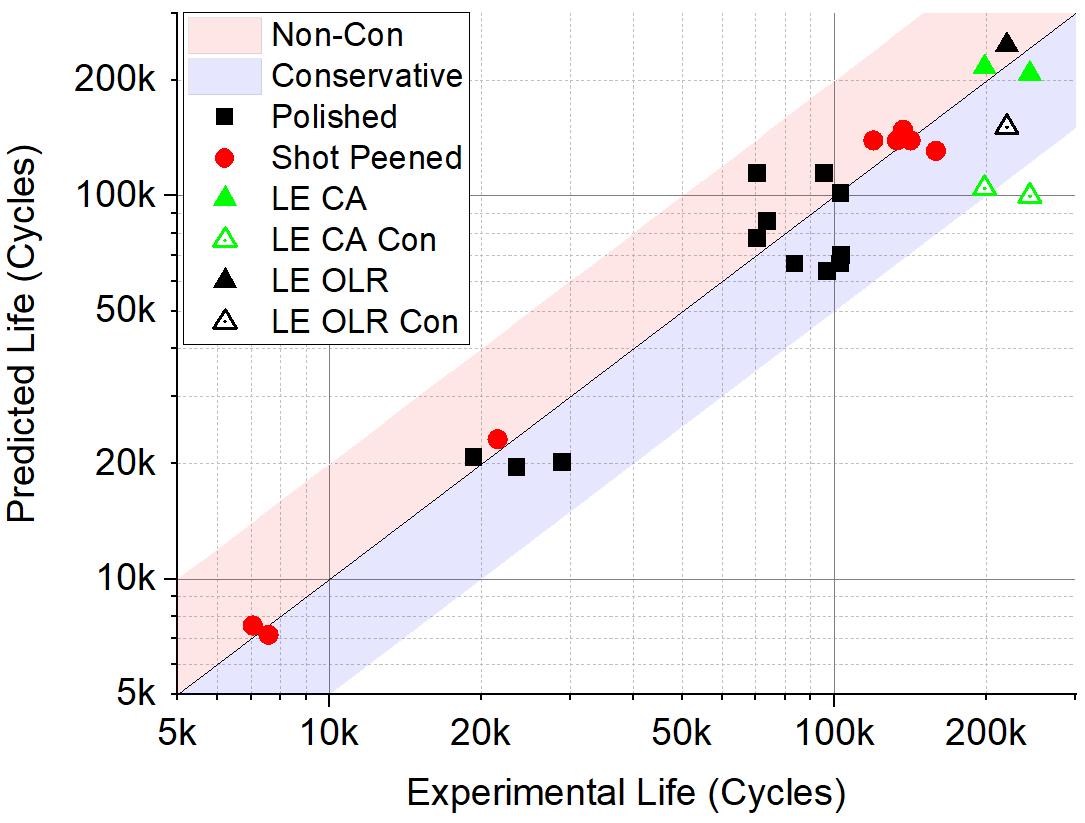 Non-Con
Conservative
Polished
Shot Peened
LE CA
LE CA Con
LE OLR
LE OLR Con
Predicted Life (Cycles)
200k
100k
50k
20k
10k
5k
5k 10k 20k 50k 100k 200k
Experimental Life (Cycles)